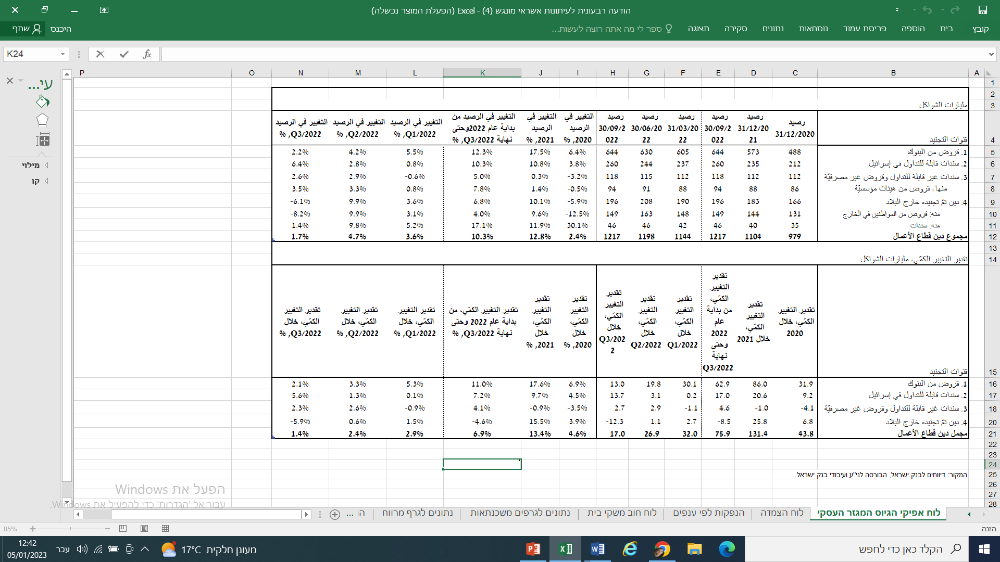 הודעה רבעונית לעיתונות אשראי מונגש (4) - Excel (הפעלת המוצר נכשלה)
קובץ בית הוספה פריסת עמוד נוסחאות נתונים סקירה תצוגה ספר לי מה אתה רוצה לעשות... היכנס שתף
K24 fx
A B C D E F G H I J K L M N O P
עי...
מילוי
קו
1
2
3 مليارات الشواكل
4 قنوات التجنيد رصيد 31/12/2020 رصيد 31/12/2021 رصيد 30/09/2022 رصيد 31/03/2022 رصيد 30/06/2022 رصيد 30/09/2022 التغيير في الرصيد 2020, % التغيير في الرصيد 2021, % التغيير في الرصيد من بداية عام 2022وحتى نهاية Q3/2022, % التغيير في الرصيد Q1/2022, % التغيير في الرصيد Q2/2022, % التغيير في الرصيد Q3/2022, %
5 1. قروض من البنوك 488 573 644 605 630 644 6.4% 17.5% 12.3% 5.5% 4.2% 2.2%
6 2. سندات قابلة للتداول في إسرائيل 212 235 260 237 244 260 3.8% 10.8% 10.3% 0.8% 2.8% 6.4%
7 3. سندات غير قابلة للتداول وقروض غير مصرفيّة 112 112 118 112 115 118 -3.2% 0.3% 5.0% -0.6% 2.9% 2.6%
8 منها: قروض من هيئات مؤسسيّة 86 88 94 88 91 94 -0.5% 1.4% 7.8% 0.8% 3.3% 3.5%
9 4. دين تمّ تجنيده خارج البلاد 166 183 196 190 208 196 -5.9% 10.1% 6.8% 3.6% 9.9% -6.1%
10 منه: قروض من المواطنين في الخارج 131 144 149 148 163 149 -12.5% 9.6% 4.0% 3.1% 9.9% -8.2%
11 منه: سندات 35 40 46 42 46 46 30.1% 11.9% 17.1% 5.2% 9.8% 1.4%
12 مجموع دين قطاع الأعمال 979 1104 1217 1144 1198 1217 2.4% 12.8% 10.3% 3.6% 4.7% 1.7%
13
14 تقدير التغيير الكمّي، مليارات الشواكل
15 قنوات التجنيد تقدير التغيير الكمّي، خلال 2020 تقدير التغيير الكمّي، خلال 2021 تقدير التغيير الكمّي، من بداية عام 2022 وحتى نهاية Q3/2022 تقدير التغيير الكمّي، خلال Q1/2022 تقدير التغيير الكمّي، خلال Q2/2022 تقدير التغيير الكمّي، خلال Q3/2022 تقدير التغيير الكمّي، خلال 2020, % تقدير التغيير الكمّي، خلال 2021, % تقدير التغيير الكمّي، من بداية عام 2022 وحتى نهاية Q3/2022, % تقدير التغيير الكمّي، خلال Q1/2022, % تقدير التغيير الكمّي، خلال Q2/2022, % تقدير التغيير الكمّي، خلال Q3/2022, %
16 1. قروض من البنوك 31.9 86.0 62.9 30.1 19.8 13.0 6.9% 17.6% 11.0% 5.3% 3.3% 2.1%
17 2. سندات قابلة للتداول في إسرائيل 9.2 20.6 17.0 0.2 3.1 13.7 4.5% 9.7% 7.2% 0.1% 1.3% 5.6%
18 3. سندات غير قابلة للتداول وقروض غير مصرفيّة -4.1 -1.0 4.6 -1.1 2.9 2.7 -3.5% -0.9% 4.1% -0.9% 2.6% 2.3%
20 4. دين تمّ تجنيده خارج البلاد 6.8 25.8 -8.5 2.7 1.1 -12.3 3.9% 15.5% -4.6% 1.5% 0.6% -5.9%
21 مجمل دين قطاع الأعمال 43.8 131.4 75.9 32.0 26.9 17.0 4.6% 13.4% 6.9% 2.9% 2.4% 1.4%
22
23
24
25 המקור: דיווחים לבנק ישראל, הבורסה לני"ע ועיבודי בנק ישראל.
26
27
28
הפעל את Windows
עבור אל 'הגדרות' כדי להפעיל את Windows.
לוח אפיקי הגיוס המגזר העסקי לוח הצמדה הנפקות לפי ענפים לוח חוב משקי בית נתונים לגרפים משכנתאות נתונים לגרף מרווח הו ...
הזנה 85%
הקלד כאן כדי לחפש
17°C מעונן חלקית
עבר
12:42
05/01/2023